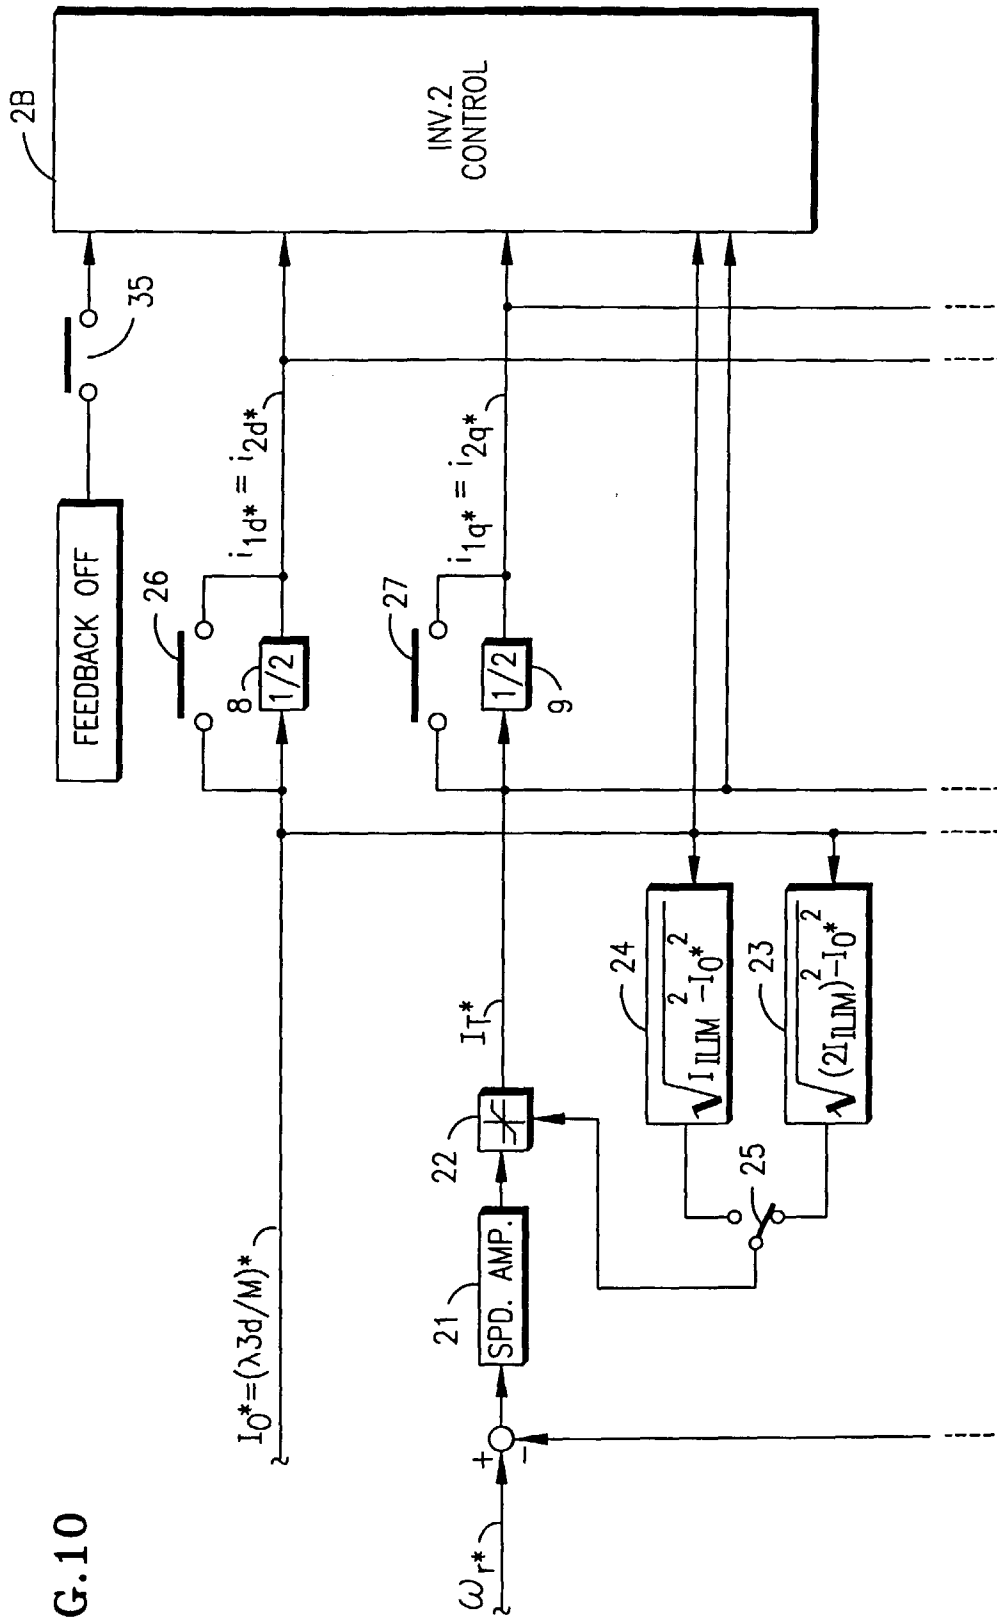 G.10
2B
INV.2
CONTROL
35
FEEDBACK OFF
26
8
1/2
i1d* = i2d*
27
1/2
9
i1q* = i2q*
I0*=(λ3d/M)*
IT*
22
21
SPD. AMP.
ωr*
+
-
24
√IILIM² -I0*²
23
√(2IILIM)²-I0*²
25